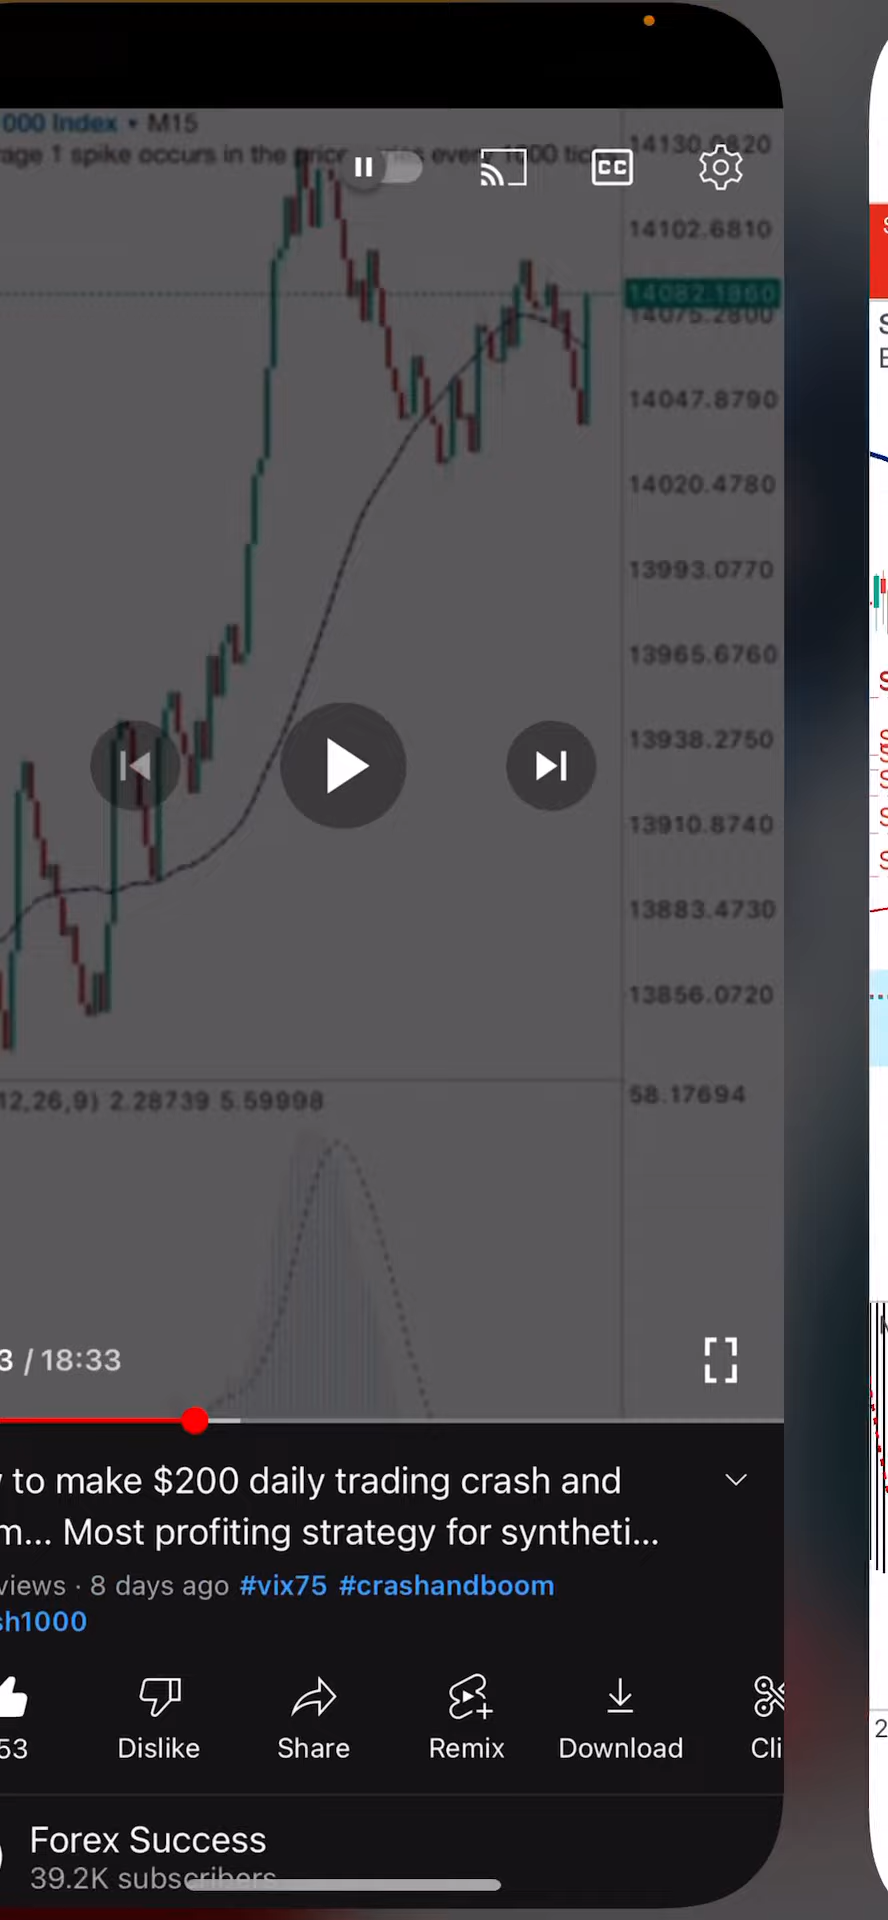 000 Index • M15
14130.0820
14102.6810
14082.1860
14075.2800
14047.8790
14020.4780
13993.0770
13965.6760
13938.2750
13910.8740
13883.4730
13856.0720
12,26,9) 2.28739 5.59998
58.17694
3 / 18:33
to make $200 daily trading crash and
m... Most profiting strategy for syntheti...
views · 8 days ago #vix75 #crashandboom
sh1000
53
Dislike
Share
Remix
Download
Cli
Forex Success
39.2K subscribers